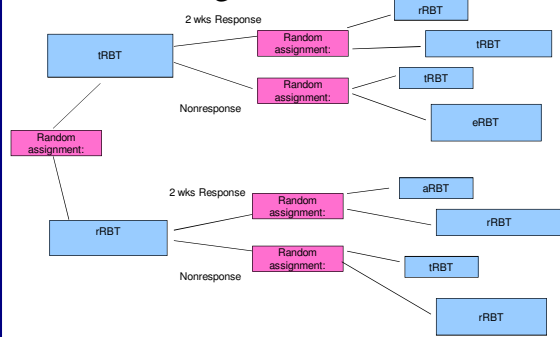 2 wks Response
rRBT
Random
assignment:
tRBT
tRBT
Random
assignment:
tRBT
Nonresponse
eRBT
Random
assignment:
2 wks Response
aRBT
Random
assignment:
rRBT
rRBT
Random
assignment:
tRBT
Nonresponse
rRBT